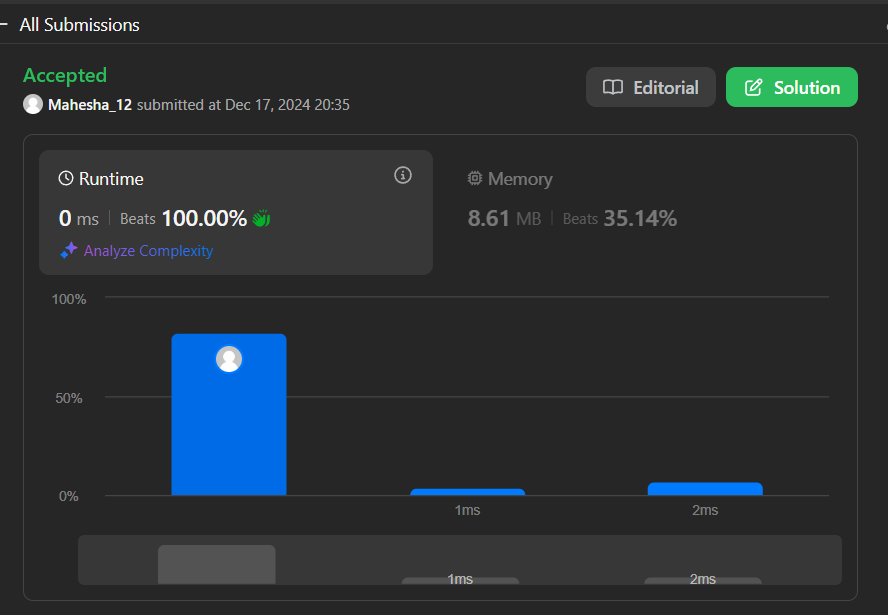 All Submissions
Accepted
Mahesha_12 submitted at Dec 17, 2024 20:35
Editorial
Solution
Runtime
0 ms | Beats 100.00%
Analyze Complexity
Memory
8.61 MB | Beats 35.14%
100%
50%
0%
1ms
2ms
1ms
2ms